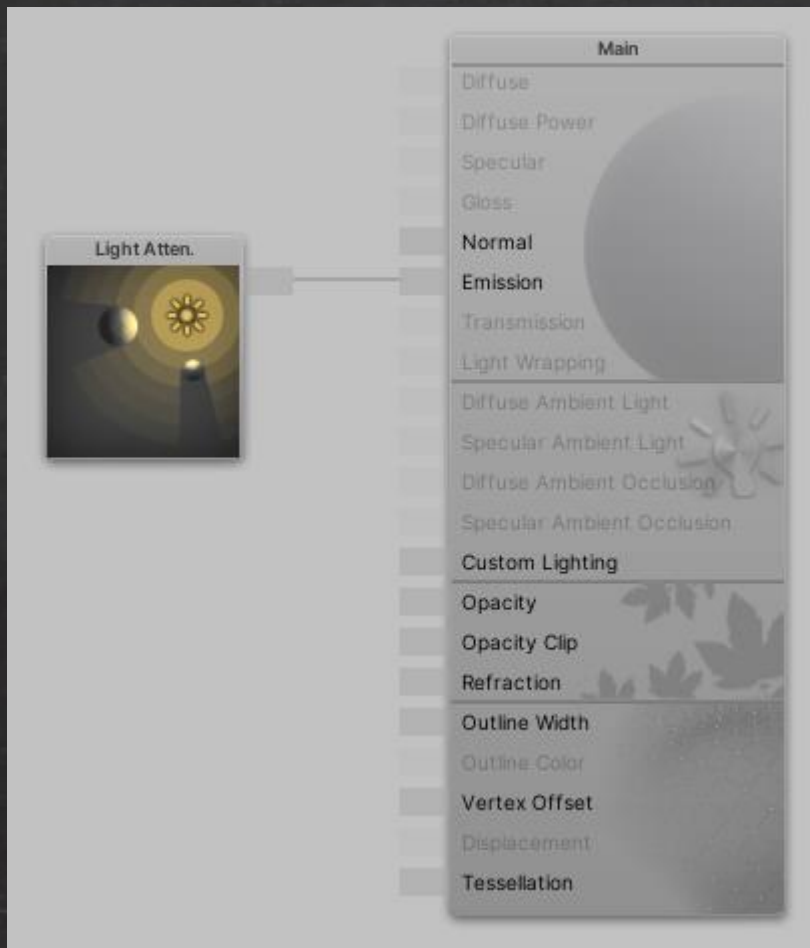 Main
Diffuse
Diffuse Power
Specular
Gloss
Light Atten.
Normal
Emission
Transmission
Light Wrapping
Diffuse Ambient Light
Specular Ambient Light
Diffuse Ambient Occlusion
Specular Ambient Occlusion
Custom Lighting
Opacity
Opacity Clip
Refraction
Outline Width
Outline Color
Vertex Offset
Displacement
Tessellation